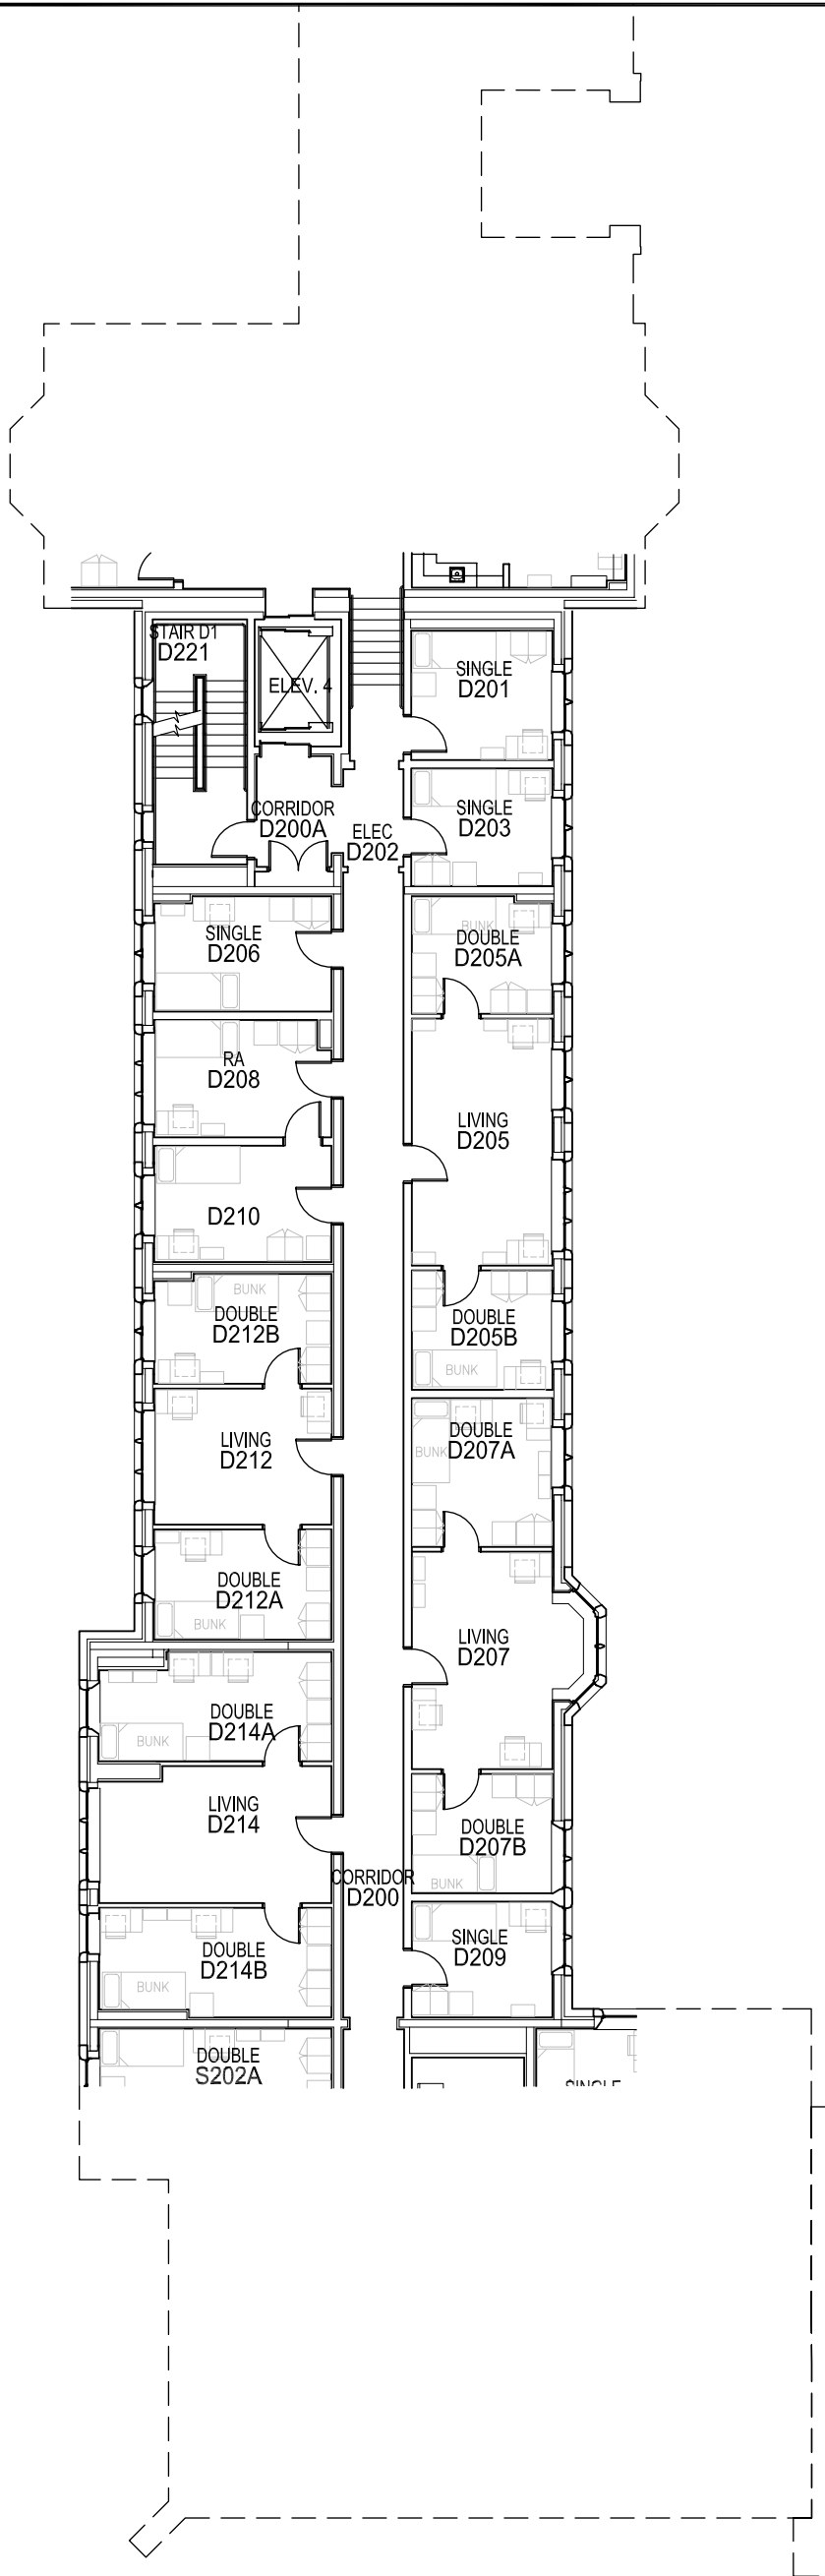 STAIR D1
D221
ELEV. 4
SINGLE
D201
CORRIDOR
D200A
ELEC
D202
SINGLE
D203
SINGLE
D206
BUNK
DOUBLE
D205A
RA
D208
LIVING
D205
D210
BUNK
DOUBLE
D212B
DOUBLE
D205B
BUNK
LIVING
D212
DOUBLE
D207A
BUNK
DOUBLE
D212A
BUNK
LIVING
D207
DOUBLE
D214A
BUNK
LIVING
D214
DOUBLE
D207B
BUNK
CORRIDOR
D200
SINGLE
D209
DOUBLE
D214B
BUNK
DOUBLE
S202A
SINGLE